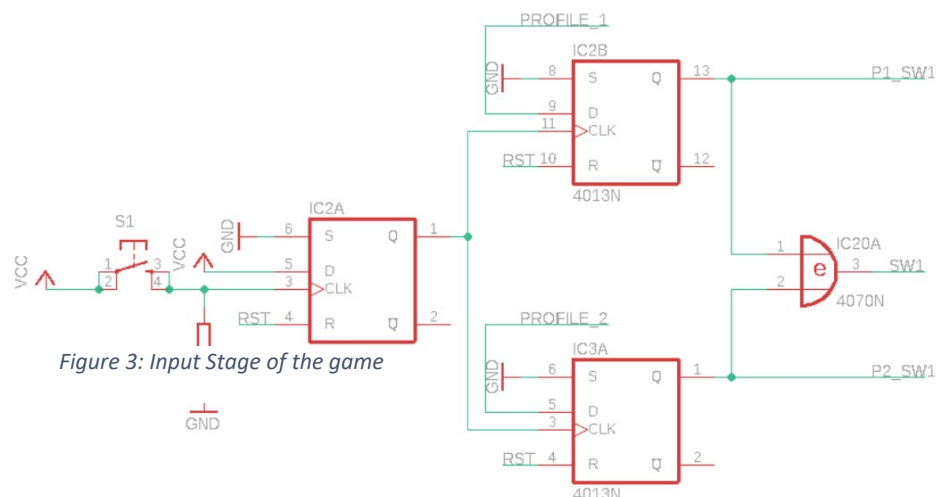 PROFILE_1
IC2B
GND
8 S Q 13
P1_SW1
9 D
11 CLK
RST 10 R Q 12
4013N
IC2A
S1
GND
6 S Q 1
VCC
1 3
2 4
VCC
5 D
3 CLK
RST 4 R Q 2
IC20A
1
e 3 SW1
2
4070N
PROFILE_2
IC3A
Figure 3: Input Stage of the game
GND
6 S Q 1
P2_SW1
5 D
3 CLK
GND
RST 4 R Q 2
4013N